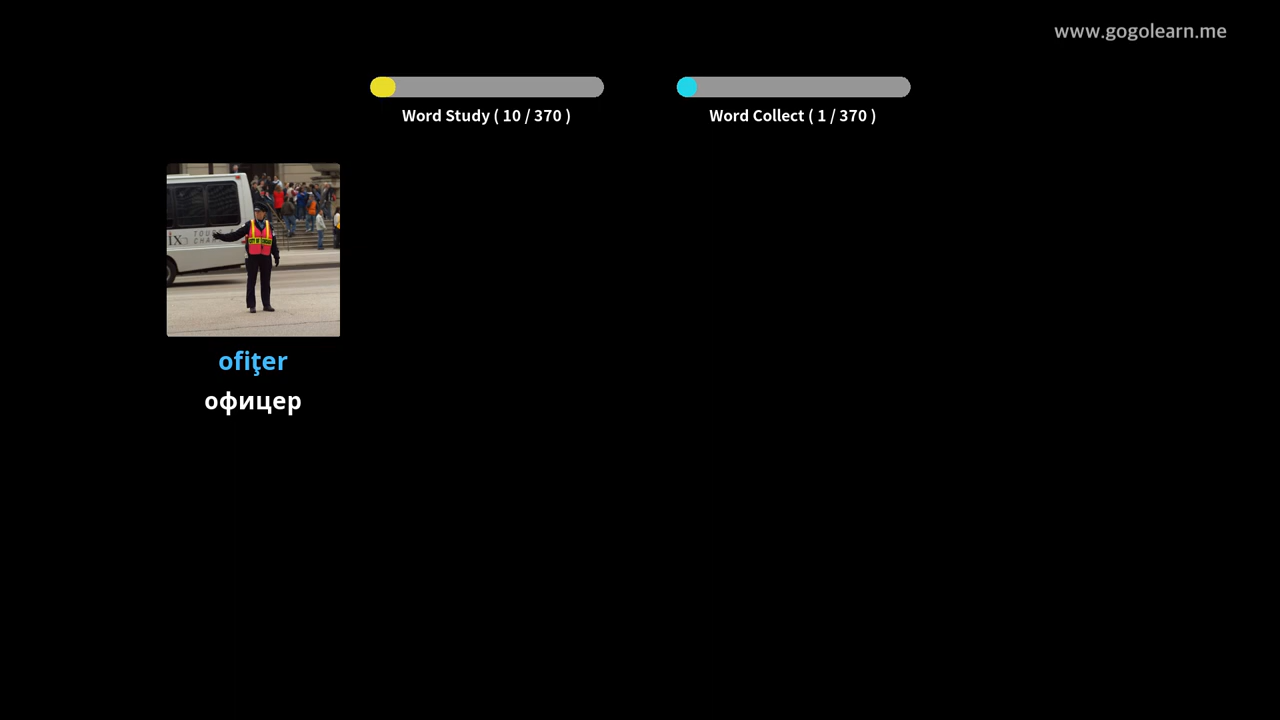 www.gogolearn.me
Word Study ( 10 / 370 )
Word Collect ( 1 / 370 )
ofiţer
офицер